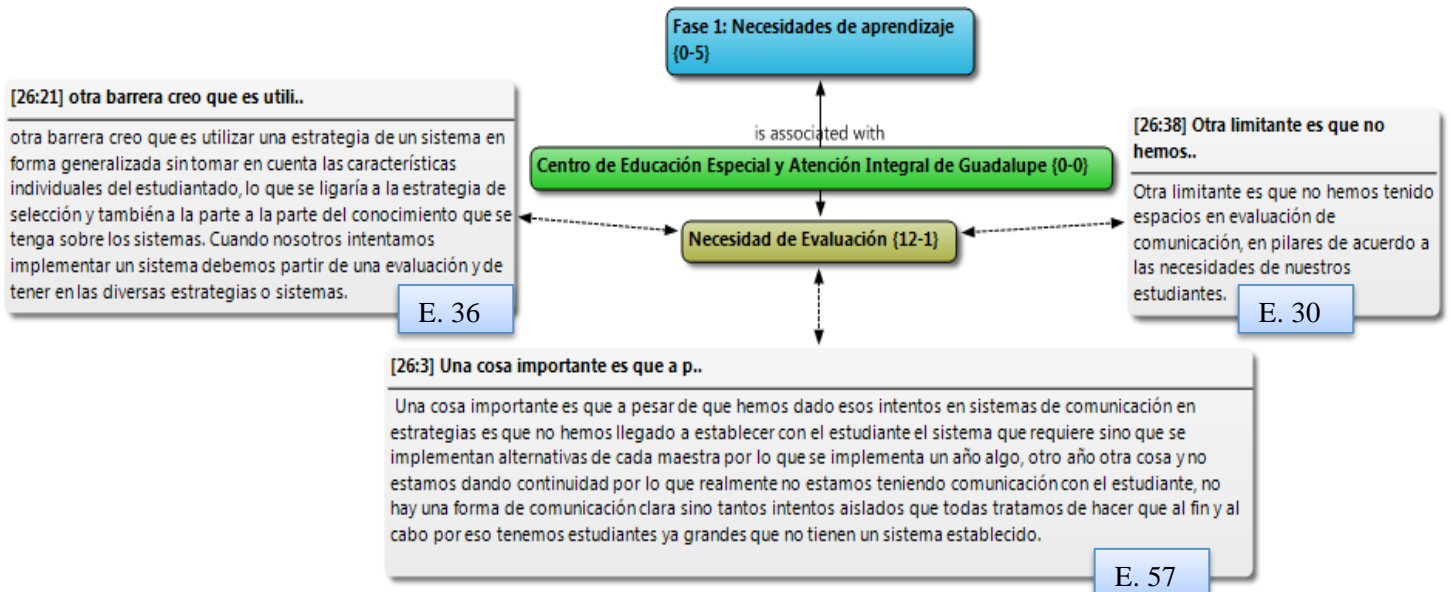 Fase 1: Necesidades de aprendizaje
{0-5}
is associated with
Centro de Educación Especial y Atención Integral de Guadalupe {0-0}
Necesidad de Evaluación {12-1}
[26:21] otra barrera creo que es utili..
otra barrera creo que es utilizar una estrategia de un sistema en
forma generalizada sin tomar en cuenta las características
individuales del estudiantado, lo que se ligaría a la estrategia de
selección y también a la parte a la parte del conocimiento que se
tenga sobre los sistemas. Cuando nosotros intentamos
implementar un sistema debemos partir de una evaluación y de
tener en las diversas estrategias o sistemas.
E. 36
[26:38] Otra limitante es que no
hemos..
Otra limitante es que no hemos tenido
espacios en evaluación de
comunicación, en pilares de acuerdo a
las necesidades de nuestros
estudiantes.
E. 30
[26:3] Una cosa importante es que a p..
Una cosa importante es que a pesar de que hemos dado esos intentos en sistemas de comunicación en
estrategias es que no hemos llegado a establecer con el estudiante el sistema que requiere sino que se
implementan alternativas de cada maestra por lo que se implementa un año algo, otro año otra cosa y no
estamos dando continuidad por lo que realmente no estamos teniendo comunicación con el estudiante, no
hay una forma de comunicación clara sino tantos intentos aislados que todas tratamos de hacer que al fin y al
cabo por eso tenemos estudiantes ya grandes que no tienen un sistema establecido.
E. 57